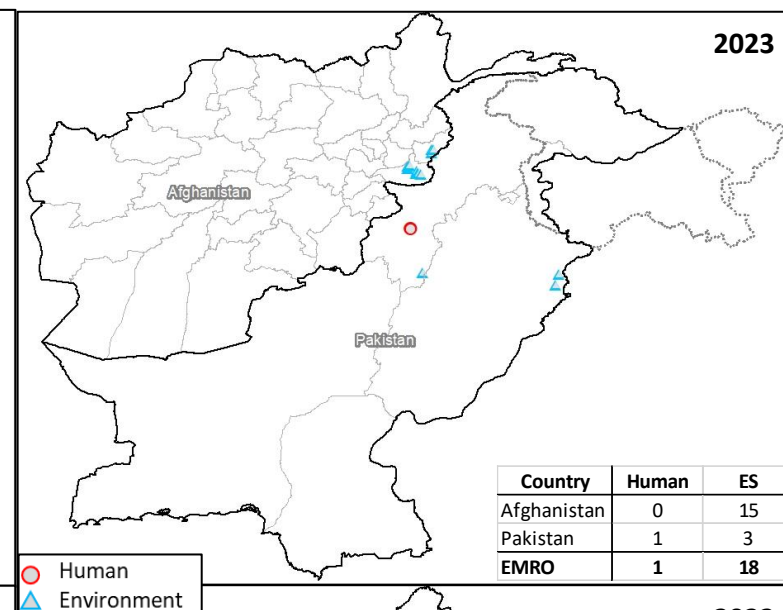 2023
Afghanistan
Pakistan
Country Human ES
Afghanistan 0 15
Pakistan 1 3
EMRO 1 18
Human
Environment